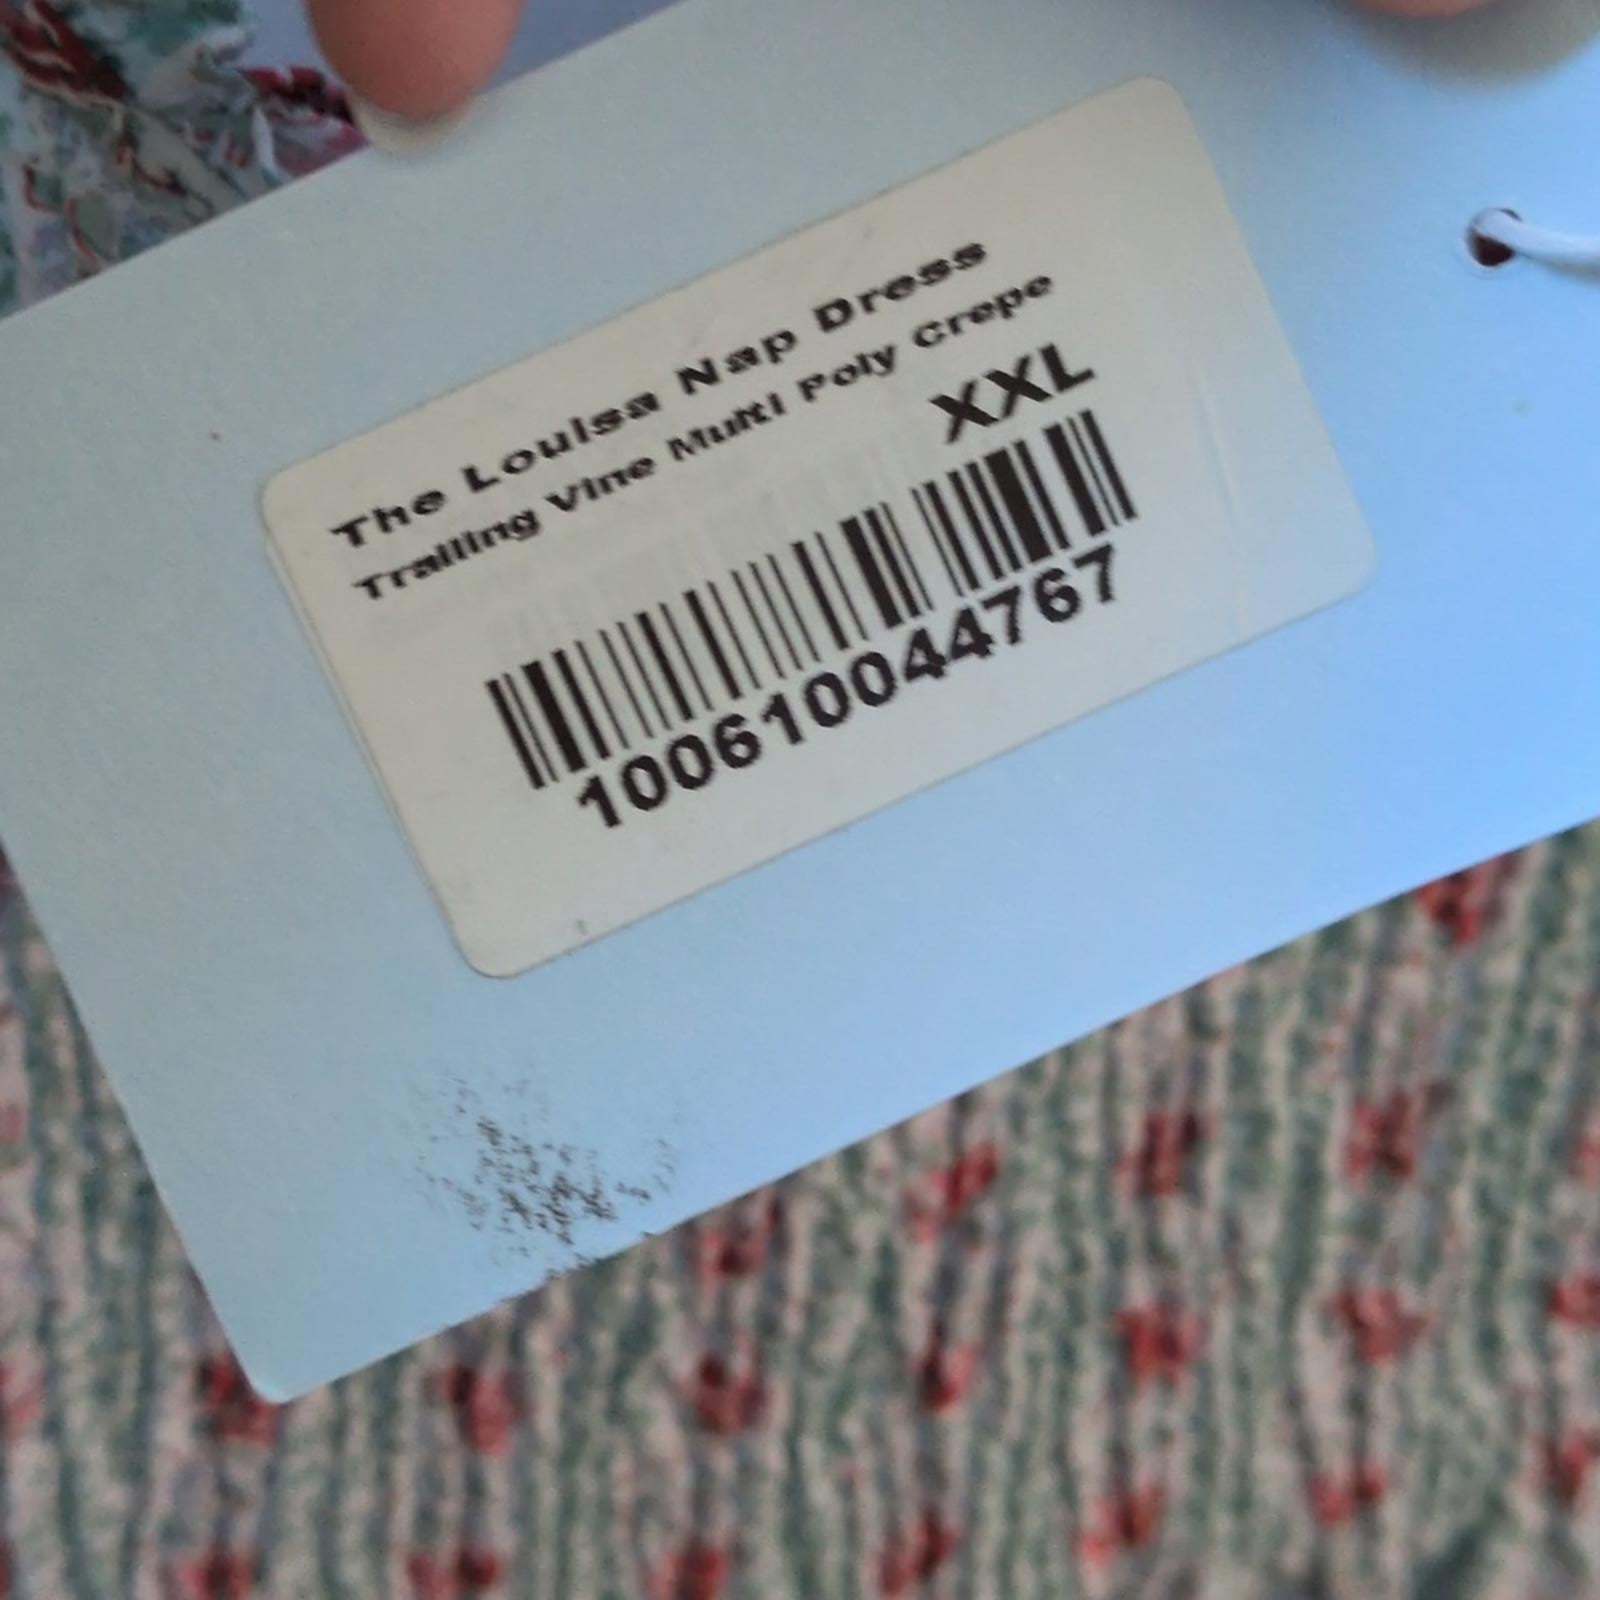 The Louisa Nap Dress
Trailing Vine Multi Poly Crepe
XXL
100610044767